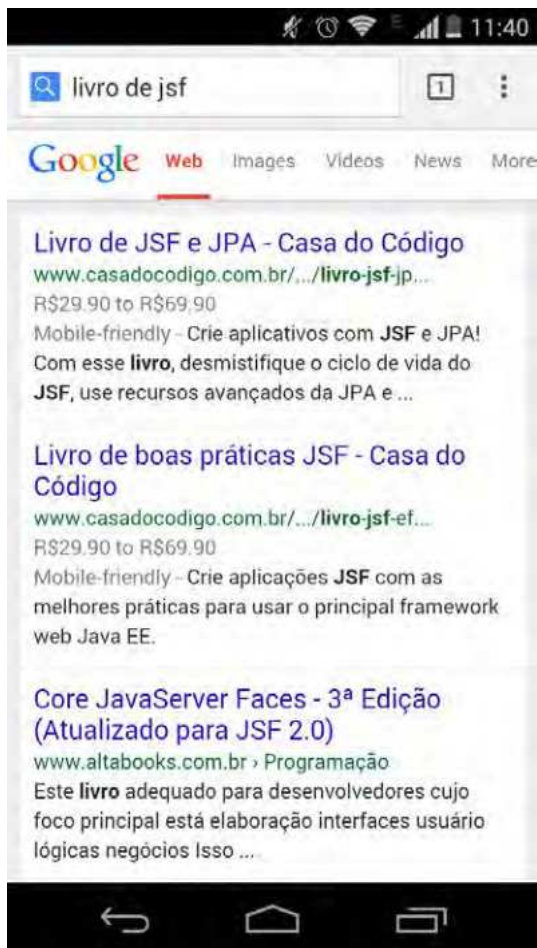 E 11:40
livro de jsf 1
Google Web Images Videos News More
Livro de JSF e JPA - Casa do Código
www.casadocodigo.com.br/.../livro-jsf-jp...
R$29.90 to R$69.90
Mobile-friendly - Crie aplicativos com JSF e JPA!
Com esse livro, desmistifique o ciclo de vida do
JSF, use recursos avançados da JPA e ...
Livro de boas práticas JSF - Casa do
Código
www.casadocodigo.com.br/.../livro-jsf-ef...
R$29.90 to R$69.90
Mobile-friendly - Crie aplicações JSF com as
melhores práticas para usar o principal framework
web Java EE.
Core JavaServer Faces - 3ª Edição
(Atualizado para JSF 2.0)
www.altabooks.com.br › Programação
Este livro adequado para desenvolvedores cujo
foco principal está elaboração interfaces usuário
lógicas negócios Isso ...